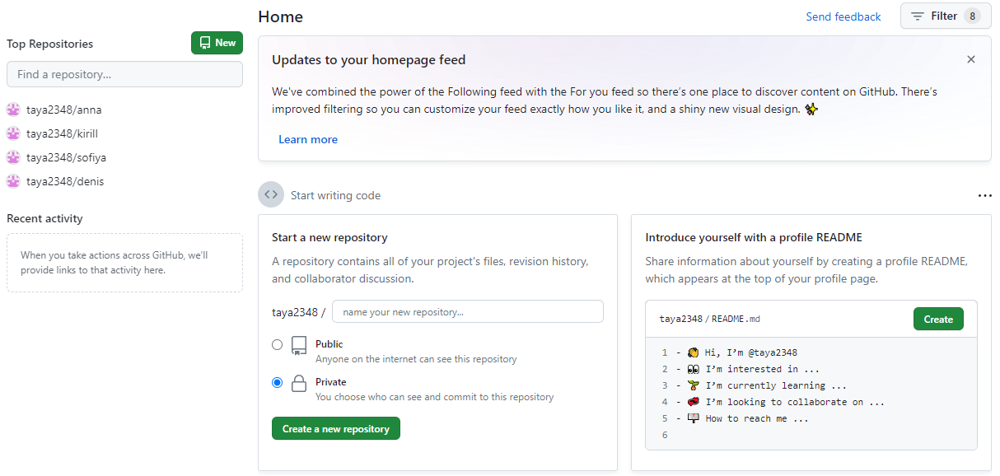 Top Repositories
New
Find a repository...
taya2348/anna
taya2348/kirill
taya2348/sofiya
taya2348/denis
Recent activity
When you take actions across GitHub, we’ll
provide links to that activity here.
Home
Send feedback
Filter 8
Updates to your homepage feed
We've combined the power of the Following feed with the For you feed so there’s one place to discover content on GitHub. There’s
improved filtering so you can customize your feed exactly how you like it, and a shiny new visual design. ✨
Learn more
Start writing code
Start a new repository
A repository contains all of your project's files, revision history,
and collaborator discussion.
taya2348 /
name your new repository...
Public
Anyone on the internet can see this repository
Private
You choose who can see and commit to this repository
Create a new repository
Introduce yourself with a profile README
Share information about yourself by creating a profile README,
which appears at the top of your profile page.
taya2348 / README.md
Create
1 - 👋 Hi, I’m @taya2348
2 - 👀 I’m interested in ...
3 - 🌱 I’m currently learning ...
4 - 💞️ I’m looking to collaborate on ...
5 - 📫 How to reach me ...
6